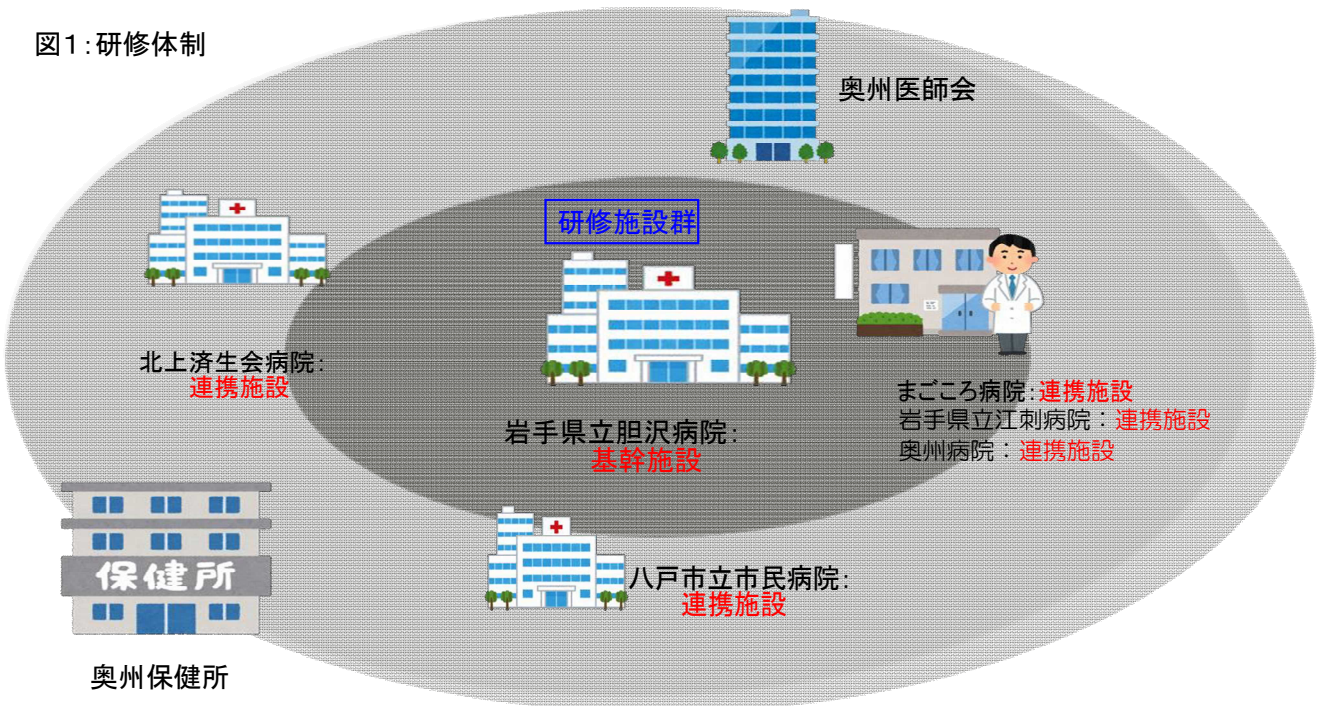 図1:研修体制
奥州医師会
研修施設群
北上済生会病院:
連携施設
岩手県立胆沢病院:
基幹施設
まごころ病院:連携施設
岩手県立江刺病院：連携施設
奥州病院：連携施設
保健所
奥州保健所
八戸市立市民病院:
連携施設